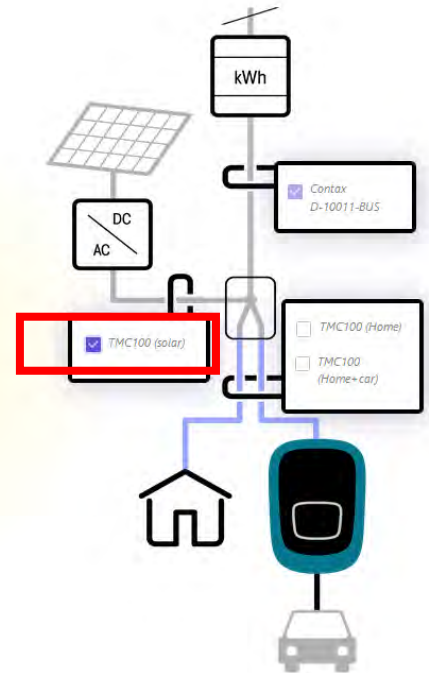 kWh
Contax
D-10011-BUS
DC
AC
TMC100 (solar)
TMC100 (Home)
TMC100
(Home+car)